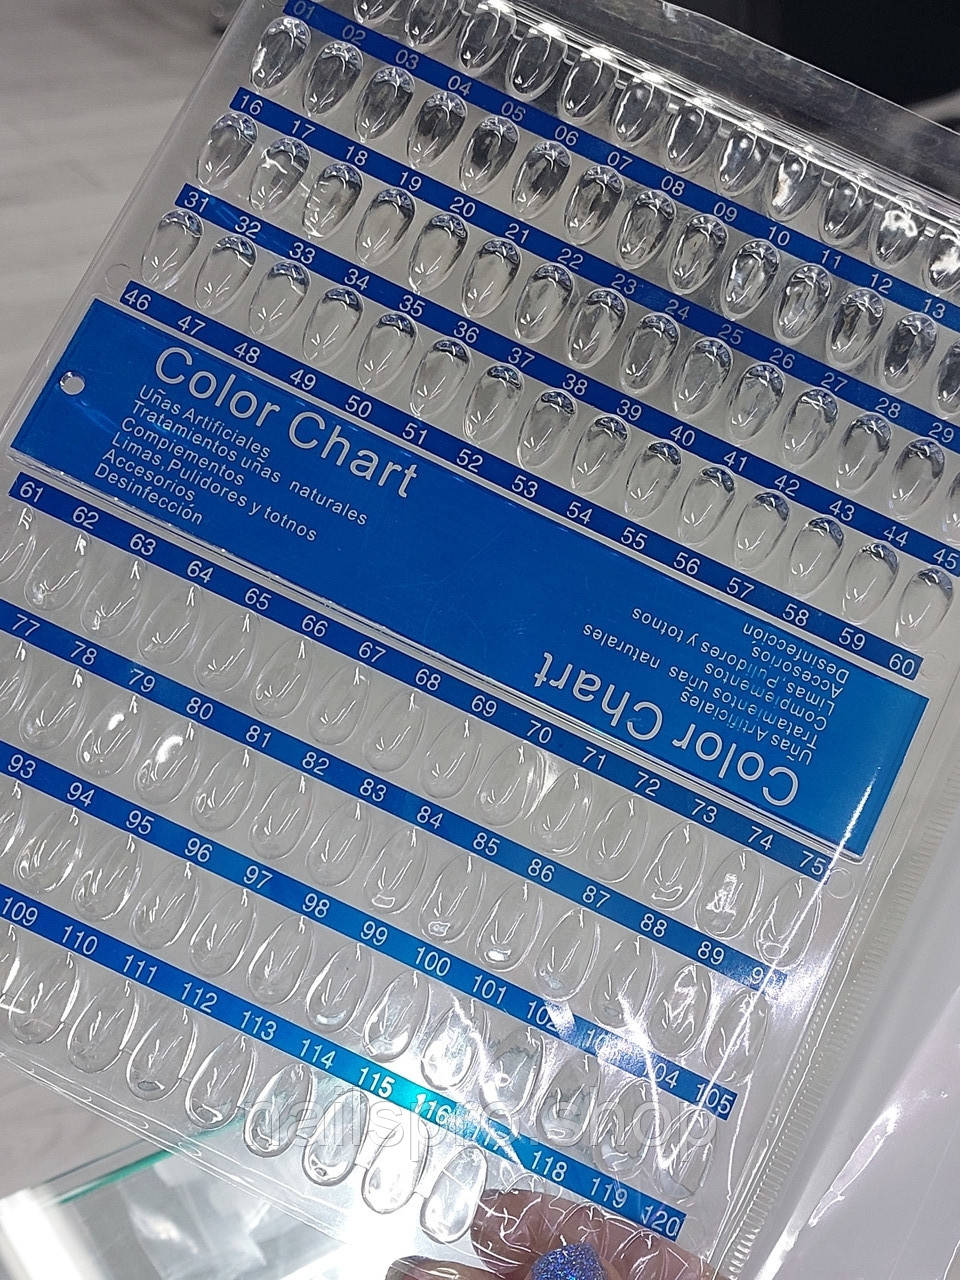 01 02 03 04 05 06 07 08 09 10 11 12 13
16 17 18 19 20 21 22 23 24 25 26 27 28 29
31 32 33 34 35 36 37 38 39 40 41 42 43 44 45
46 47 48 49 50 51 52 53 54 55 56 57 58 59 60
Color Chart
Uñas Artificiales
Tratamientos uñas naturales
Compiementos
Limas,Pulidores y totnos
Accesorios
Desinfección
Color Chart
Uñas Artificiales
Tratamientos uñas naturales
Compiementos
Limas Pulidores y totnos
Accesorios
Desinfección
61 62 63 64 65 66 67 68 69 70 71 72 73 74 75
77 78 79 80 81 82 83 84 85 86 87 88 89
93 94 95 96 97 98 99 100 101 102 104 105
109 110 111 112 113 114 115 116 117 118 119 120
nailspro.shop